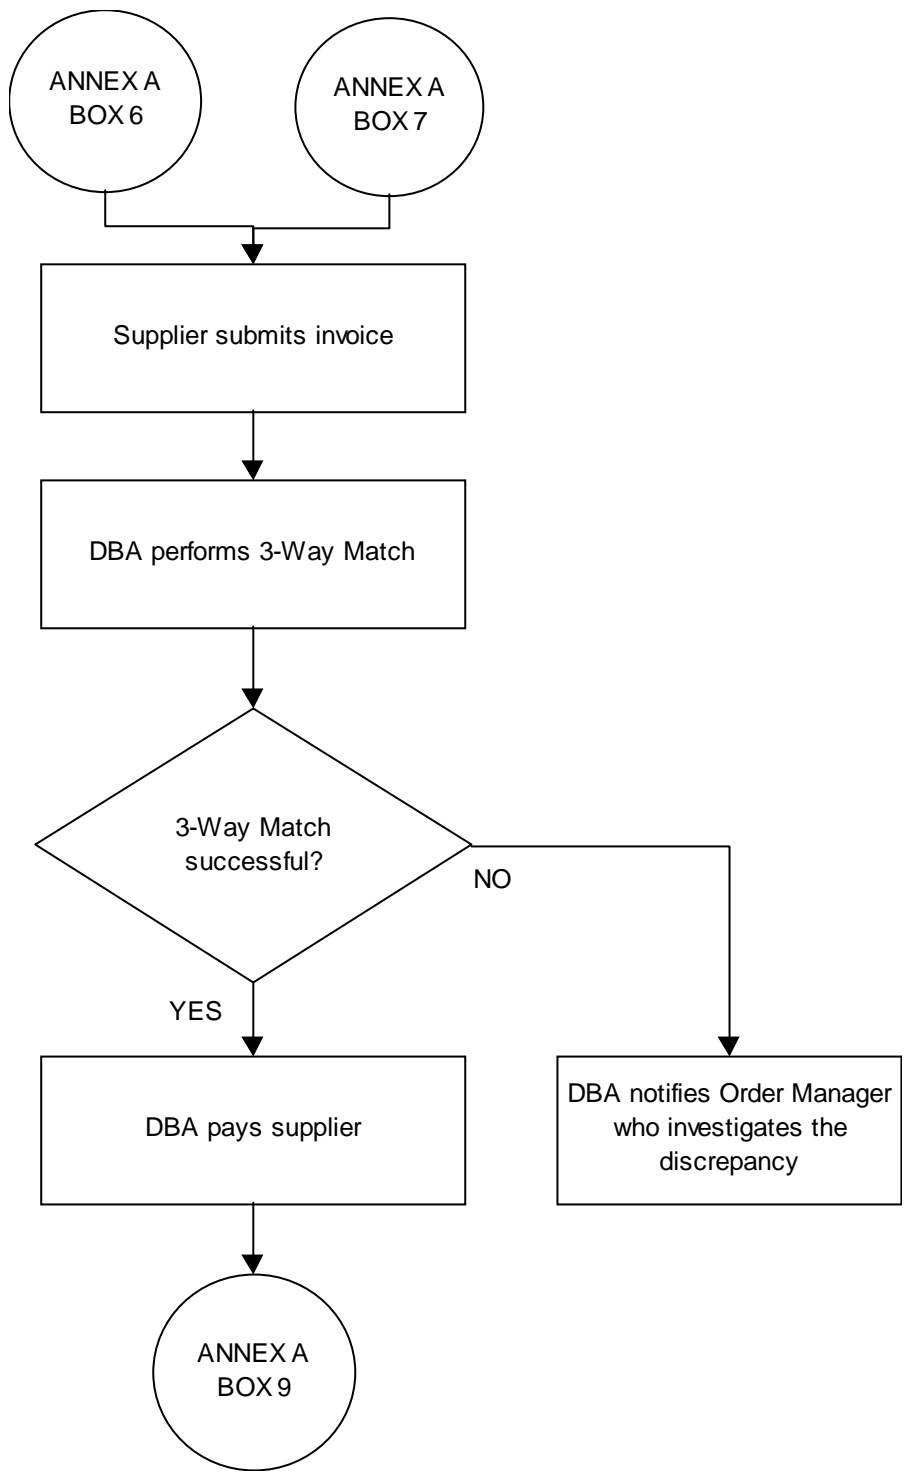 ANNEX A
BOX 6
ANNEX A
BOX 7
Supplier submits invoice
DBA performs 3-Way Match
3-Way Match
successful?
NO
YES
DBA pays supplier
DBA notifies Order Manager
who investigates the
discrepancy
ANNEX A
BOX 9